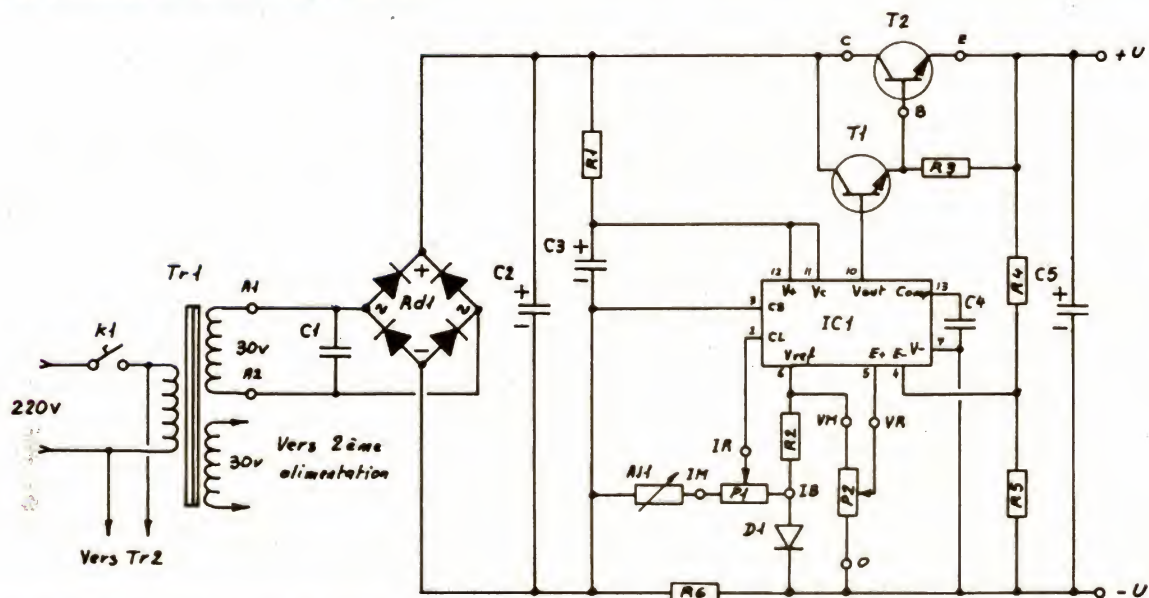 T2
C
E
+ U
B
T1
R1
R3
C3 +
-
C2
+
-
12
11
10
V+
Vc
Vout
Comp
13
R4
C5
+
-
Tr1
A1
+
~
Rd1
~
-
k1
C1
3
CS
2
CL
IC1
C4
V-
7
30v
Vref
E+
E-
6
5
4
A2
220v
R2
VM
VR
IR
30v
Vers 2ème
alimentation
AJ1
IM
P1
IB
P2
R5
D1
Vers Tr2
O
R6
- U